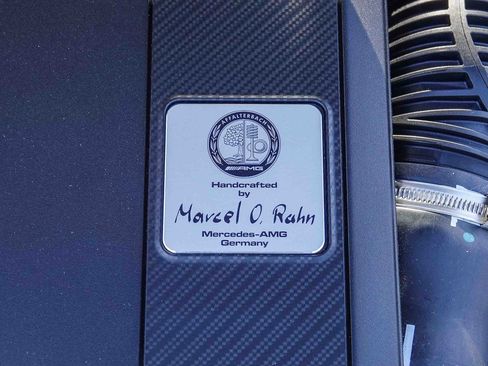 AFFALTERBACH
AMG
Handcrafted
by
Marcel O. Rahn
Mercedes-AMG
Germany